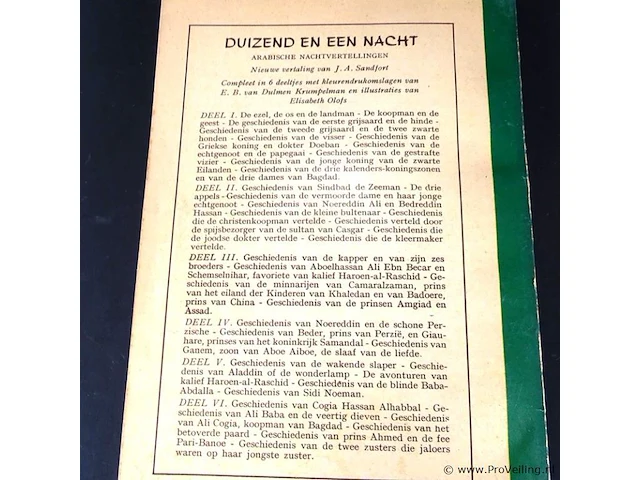 DUIZEND EN EEN NACHT
ARABISCHE NACHTVERTELLINGEN
Nieuwe vertaling van J. A. Sandfort
Compleet in 6 deeltjes met kleurendrukomslagen van
E. B. van Dulmen Krumpelman en illustraties van
Elisabeth Olofs
DEEL I. De ezel, de os en de landman - De koopman en de
geest - De geschiedenis van de eerste grijsaard en de hinde -
Geschiedenis van de tweede grijsaard en de twee zwarte
honden - Geschiedenis van de visser - Geschiedenis van de
Griekse koning en dokter Doeban - Geschiedenis van de
echtgenoot en de papegaai - Geschiedenis van de gestrafte
vizier - Geschiedenis van de jonge koning van de zwarte
Eilanden - Geschiedenis van de drie kalenders-koningszonen
en van de drie dames van Bagdad.
DEEL II. Geschiedenis van Sindbad de Zeeman - De drie
appels - Geschiedenis van de vermoorde dame en haar jonge
echtgenoot - Geschiedenis van Noereddin Ali en Bedreddin
Hassan - Geschiedenis van de kleine bultenaar - Geschiedenis
die de christenkoopman vertelde - Geschiedenis verteld door
de spijsbezorger van de sultan van Casgar - Geschiedenis die
de joodse dokter vertelde - Geschiedenis die de kleermaker
vertelde.
DEEL III. Geschiedenis van de kapper en van zijn zes
broeders - Geschiedenis van Aboelhassan Ali Ebn Becar en
Schemselnihar, favoriete van kalief Haroen-al-Raschid - Ge-
schiedenis van de minnarijen van Camaralzaman, prins
van het eiland der Kinderen van Khaledan en van Badoere,
prins van China - Geschiedenis van de prinsen Amgiad en
Assad.
DEEL IV. Geschiedenis van Noereddin en de schone Per-
zische - Geschiedenis van Beder, prins van Perzië, en Giau-
hare, prinses van het koninkrijk Samandal - Geschiedenis van
Ganem, zoon van Aboe Aiboe, de slaaf van de liefde.
DEEL V. Geschiedenis van de wakende slaper - Geschie-
denis van Aladdin of de wonderlamp - De avonturen van
kalief Haroen-al-Raschid - Geschiedenis van de blinde Baba-
Abdalla - Geschiedenis van Sidi Noeman.
DEEL VI. Geschiedenis van Cogia Hassan Alhabbal - Ge-
schiedenis van Ali Baba en de veertig dieven - Geschiedenis
van Ali Cogia, koopman van Bagdad - Geschiedenis van het
betoverde paard - Geschiedenis van prins Ahmed en de fee
Pari-Banoe - Geschiedenis van de twee zusters die jaloers
waren op haar jongste zuster.
© www.ProVeiling.nl